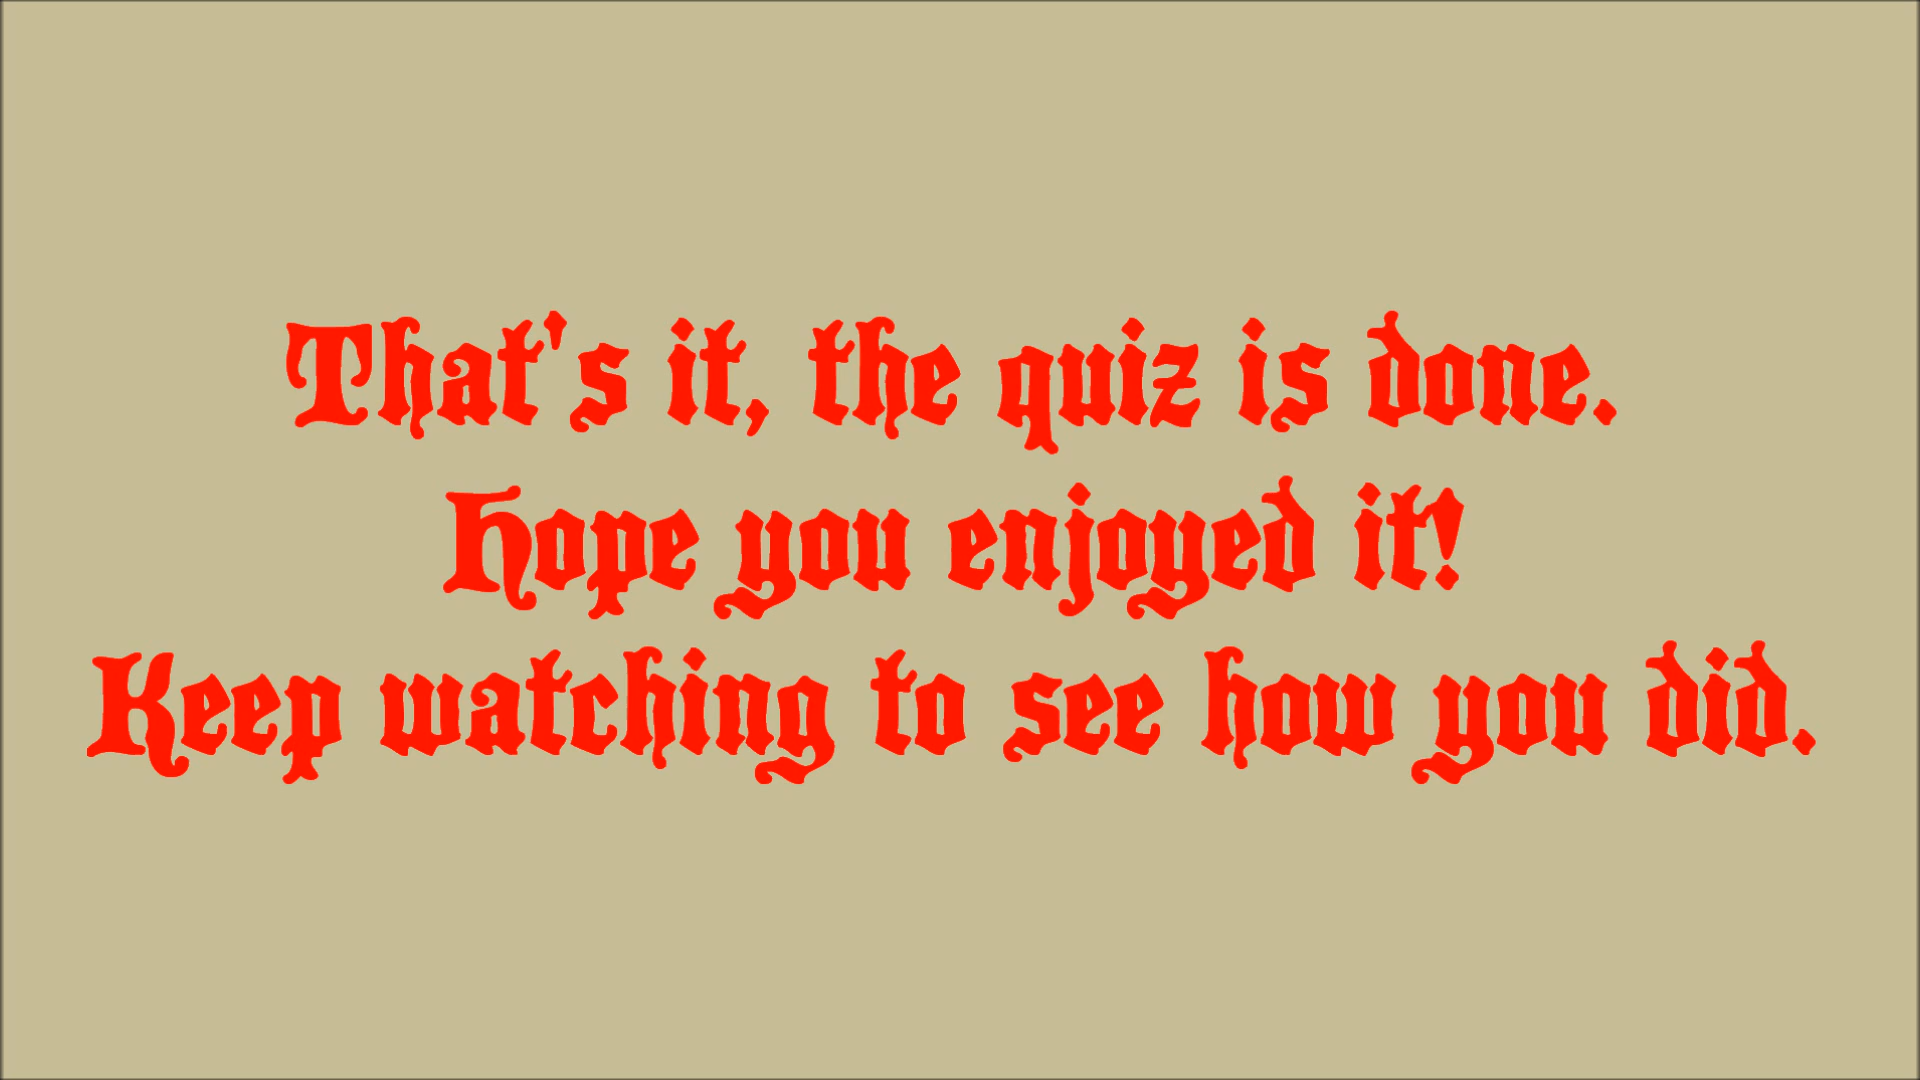 That's it, the quiz is done.
Hope you enjoyed it!
Keep watching to see how you did.